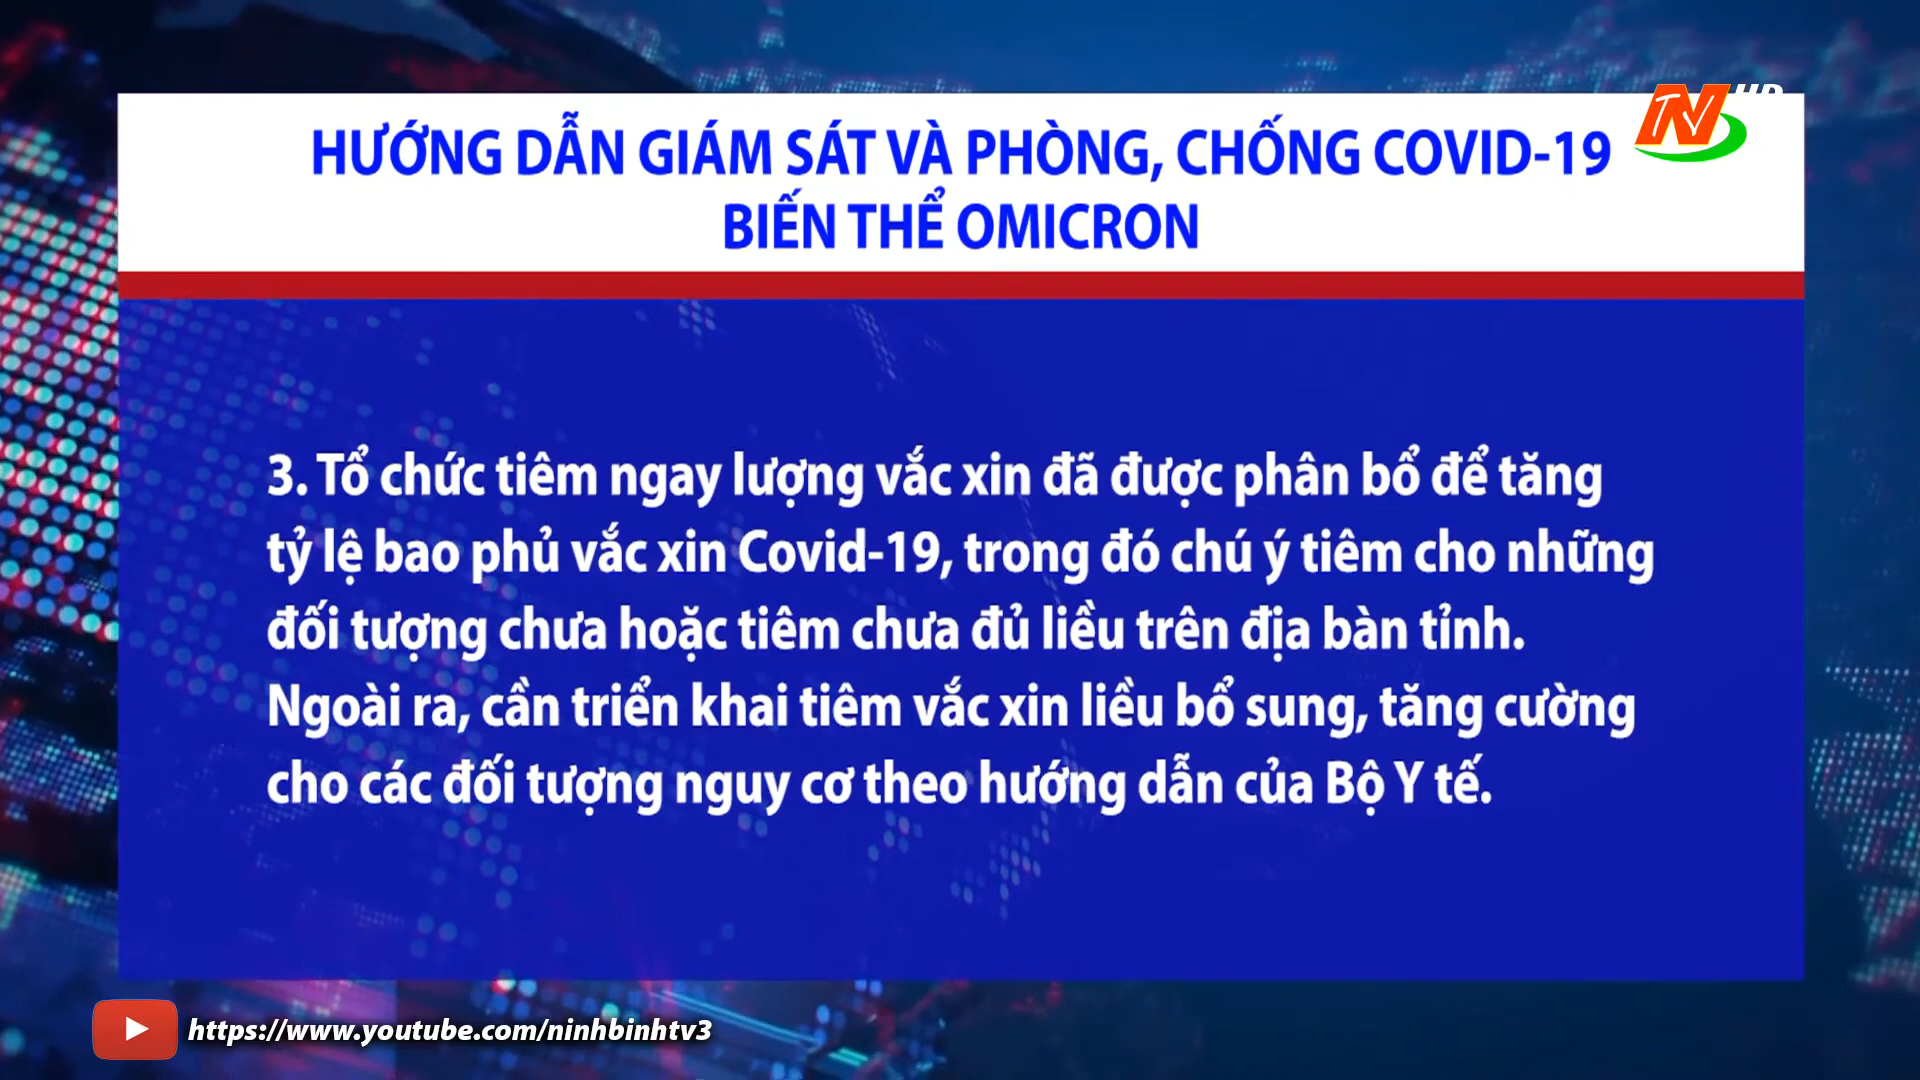 HƯỚNG DẪN GIÁM SÁT VÀ PHÒNG, CHỐNG COVID-19
BIẾN THỂ OMICRON
3. Tổ chức tiêm ngay lượng vắc xin đã được phân bổ để tăng
tỷ lệ bao phủ vắc xin Covid-19, trong đó chú ý tiêm cho những
đối tượng chưa hoặc tiêm chưa đủ liều trên địa bàn tỉnh.
Ngoài ra, cần triển khai tiêm vắc xin liều bổ sung, tăng cường
cho các đối tượng nguy cơ theo hướng dẫn của Bộ Y tế.
https://www.youtube.com/ninhbinhtv3